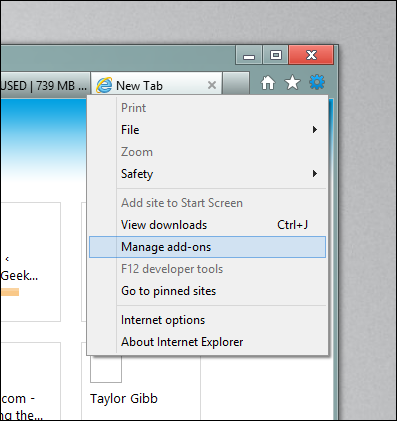 USED | 739 MB ...
New Tab
Print
File
Zoom
Safety
Add site to Start Screen
View downloads Ctrl+J
Manage add-ons
F12 developer tools
Go to pinned sites
Internet options
About Internet Explorer
Geek...
.com -
ng the...
Taylor Gibb